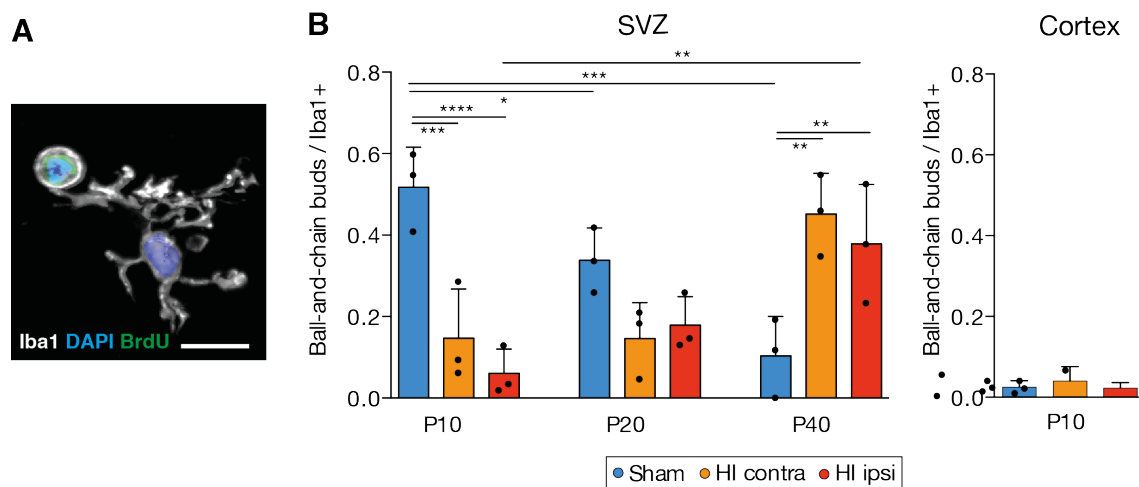 A
Iba1 DAPI BrdU
B
SVZ
Ball-and-chain buds / Iba1+
0.8
0.6
0.4
0.2
0.0
**
***
*
****
***
**
**
P10
P20
P40
Cortex
Ball-and-chain buds / Iba1+
0.8
0.6
0.4
0.2
0.0
P10
Sham HI contra HI ipsi